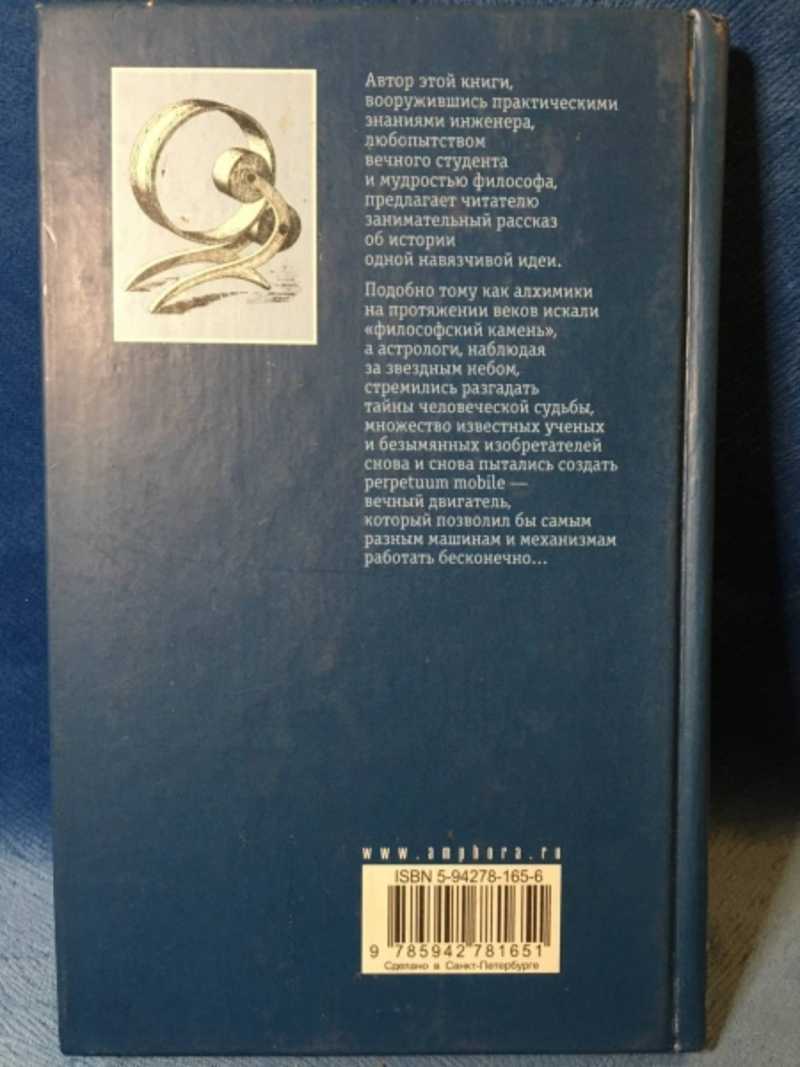 Автор этой книги,
вооружившись практическими
знаниями инженера,
любопытством
вечного студента
и мудростью философа,
предлагает читателю
занимательный рассказ
об истории
одной навязчивой идеи.
Подобно тому как алхимики
на протяжении веков искали
«философский камень»,
а астрологи, наблюдая
за звездным небом,
стремились разгадать
тайны человеческой судьбы,
множество известных ученых
и безымянных изобретателей
снова и снова пытались создать
perpetuum mobile —
вечный двигатель,
который позволил бы самым
разным машинам и механизмам
работать бесконечно...
www.amphora.ru
ISBN 5-94278-165-6
9 785942 781651
Сделано в Санкт-Петербурге